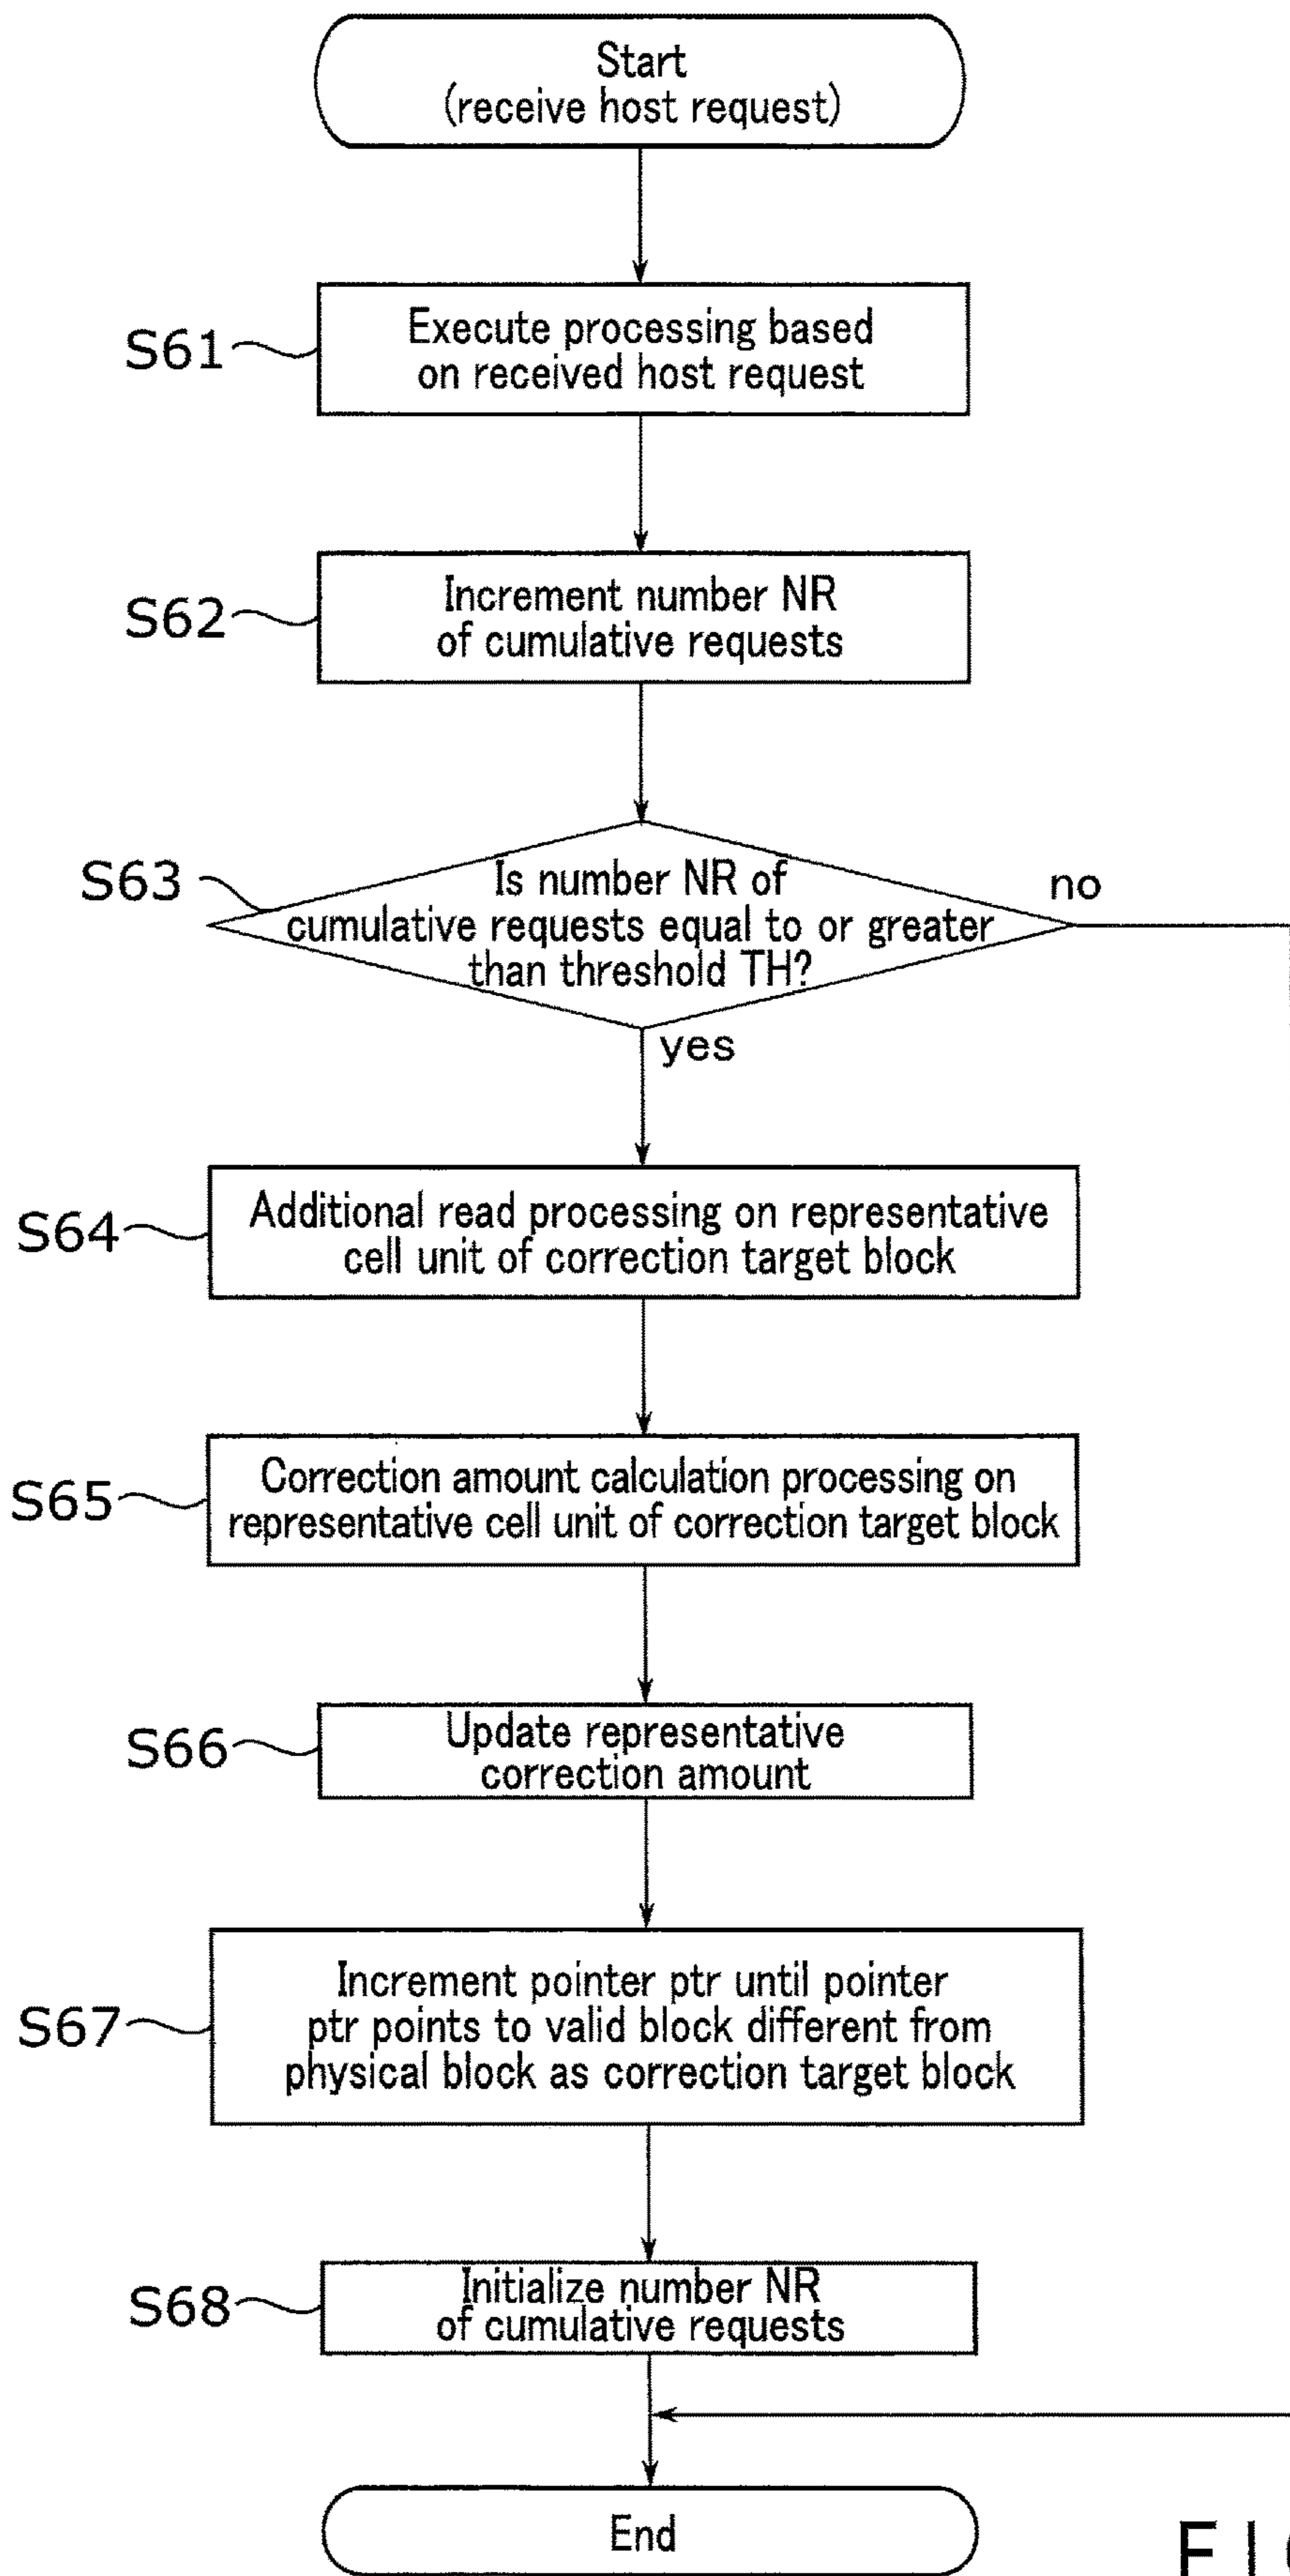 Start
(receive host request)
S61
Execute processing based
on received host request
S62
Increment number NR
of cumulative requests
S63
Is number NR of
cumulative requests equal to or greater
than threshold TH?
no
yes
S64
Additional read processing on representative
cell unit of correction target block
S65
Correction amount calculation processing on
representative cell unit of correction target block
S66
Update representative
correction amount
S67
Increment pointer ptr until pointer
ptr points to valid block different from
physical block as correction target block
S68
Initialize number NR
of cumulative requests
End